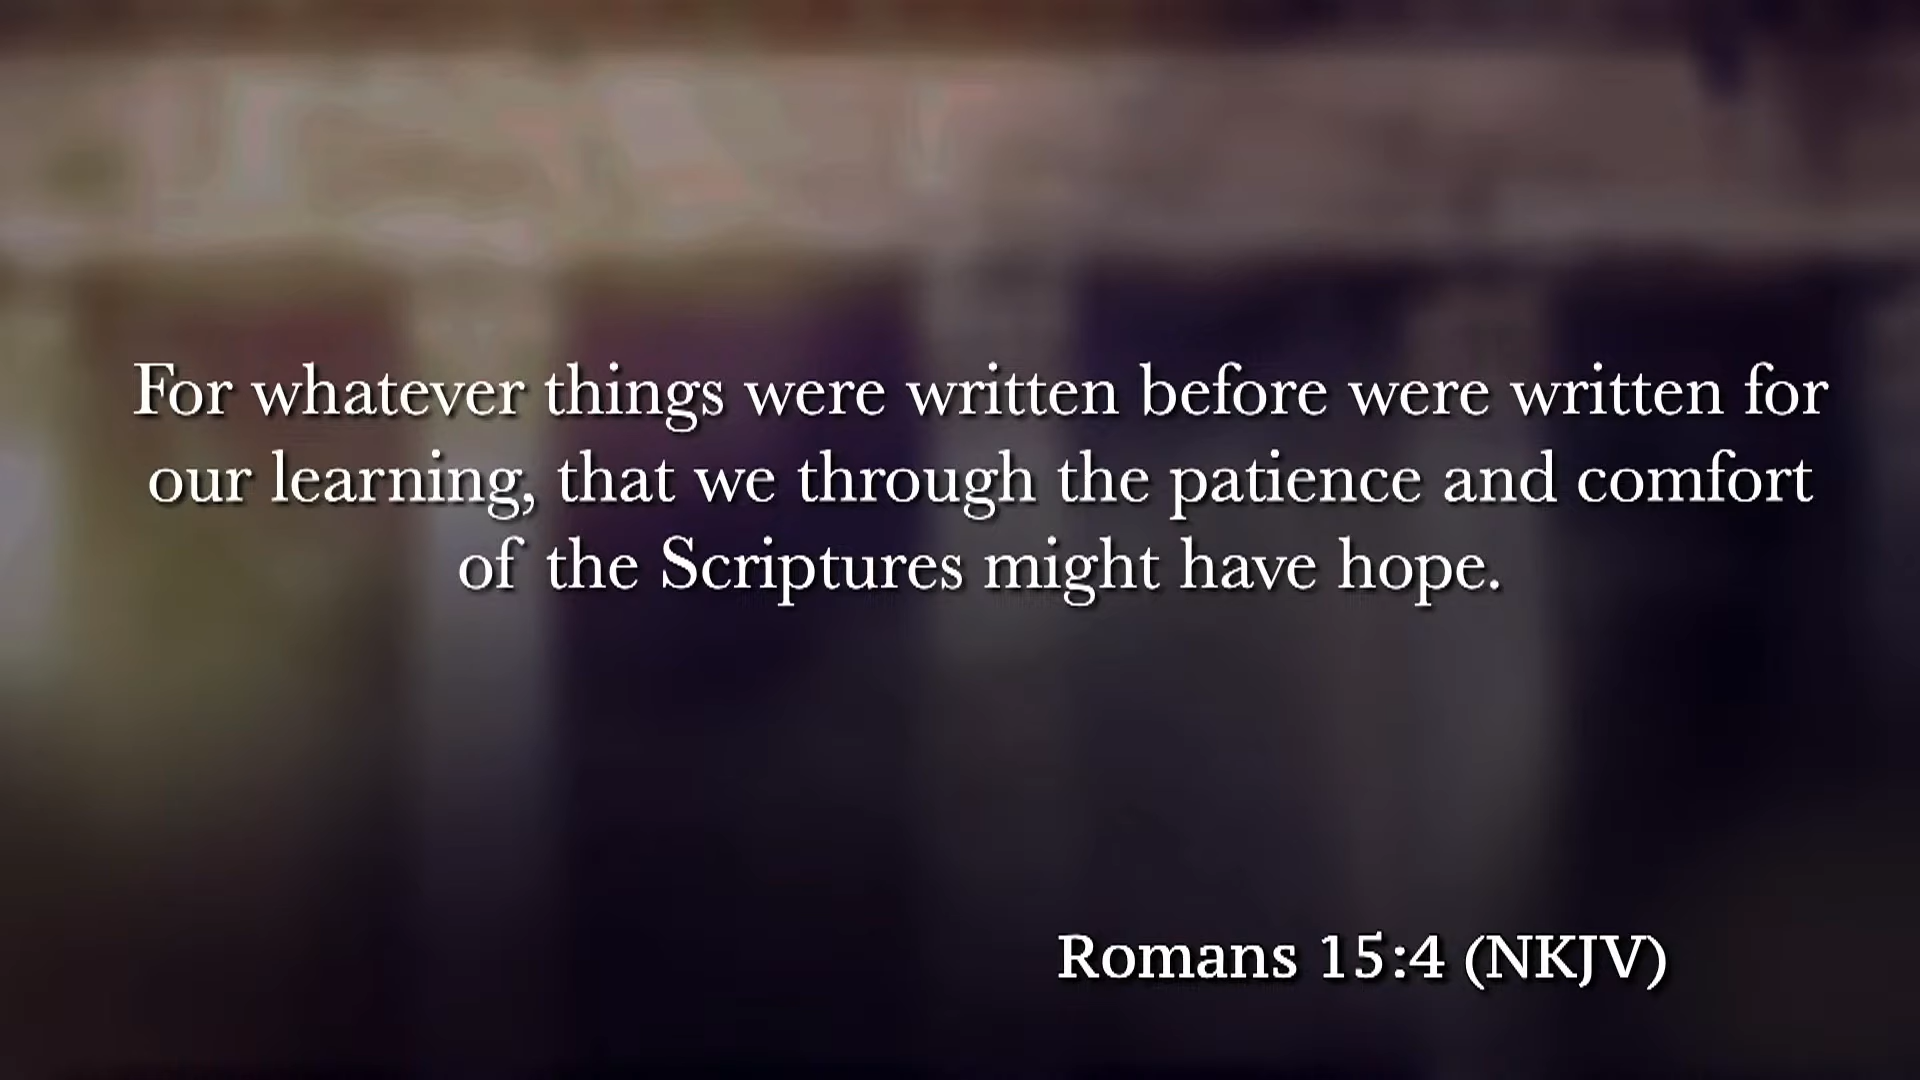 For whatever things were written before were written for
our learning, that we through the patience and comfort
of the Scriptures might have hope.
Romans 15:4 (NKJV)